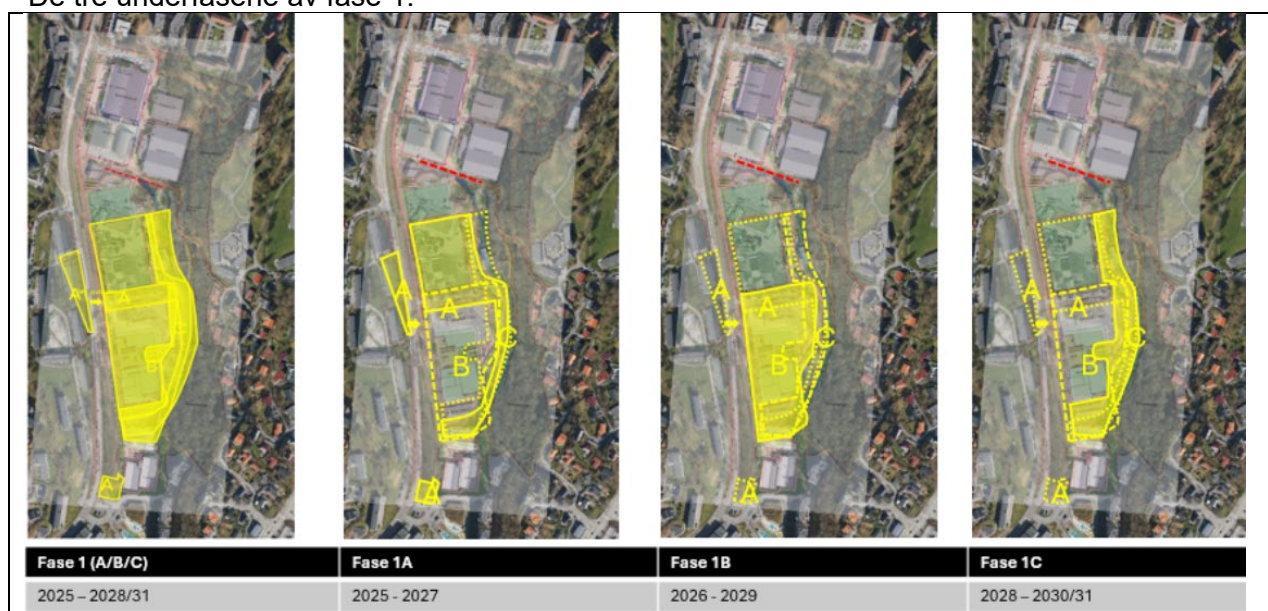 De tre underfasene av fase 1:
A
A
B
A
A
A
B
C
A
A
A
B
C
A
A
A
B
C
A
Fase 1 (A/B/C) Fase 1A Fase 1B Fase 1C
2025 – 2028/31 2025 - 2027 2026 - 2029 2028 – 2030/31